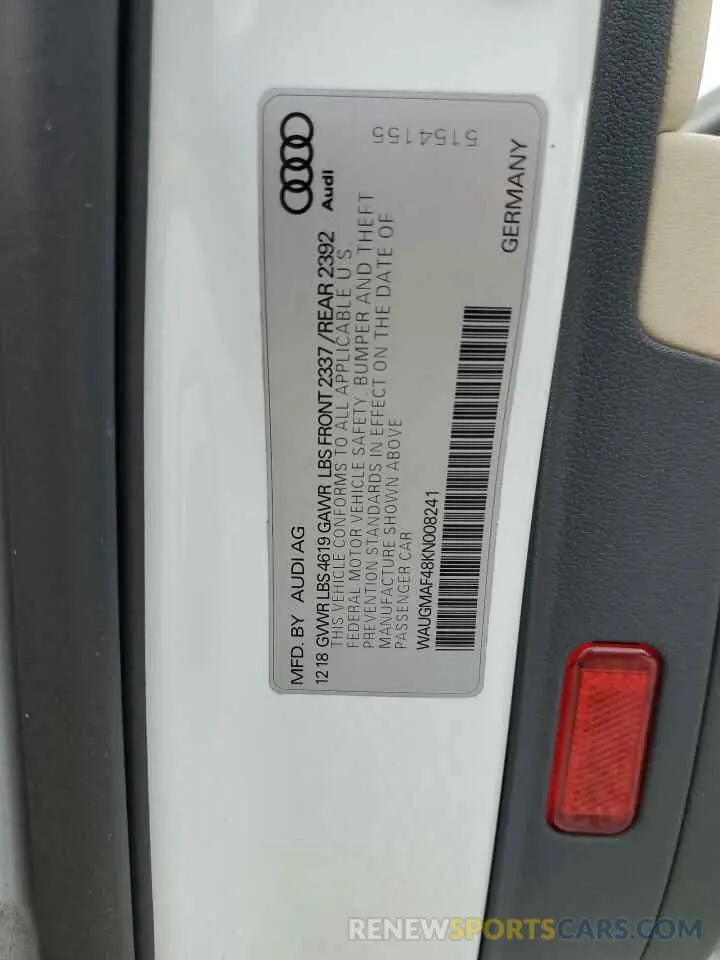 MFD. BY AUDI AG
Audi
12 18 GVWR LBS 4619 GAWR LBS FRONT 2337 /REAR 2392
THIS VEHICLE CONFORMS TO ALL APPLICABLE U.S.
FEDERAL MOTOR VEHICLE SAFETY, BUMPER AND THEFT
PREVENTION STANDARDS IN EFFECT ON THE DATE OF
MANUFACTURE SHOWN ABOVE
PASSENGER CAR
WAUGMAF48KN008241
5154155
GERMANY
RENEWSPORTSCARS.COM